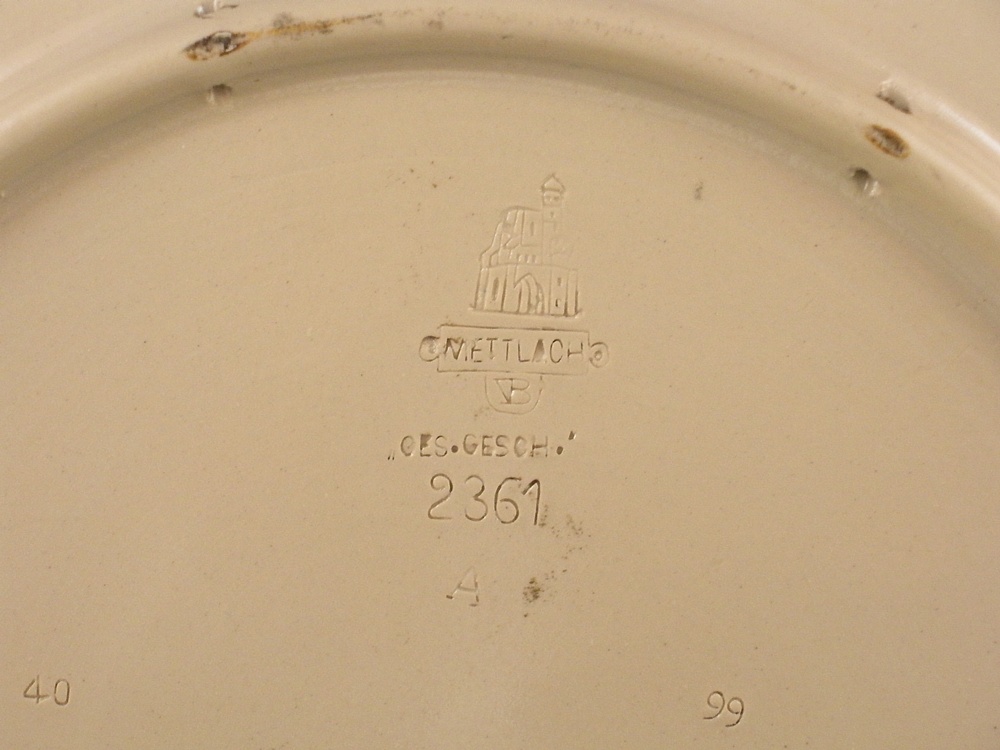 METTLACH
VB
„GES.GESCH."
2361
A
40
99